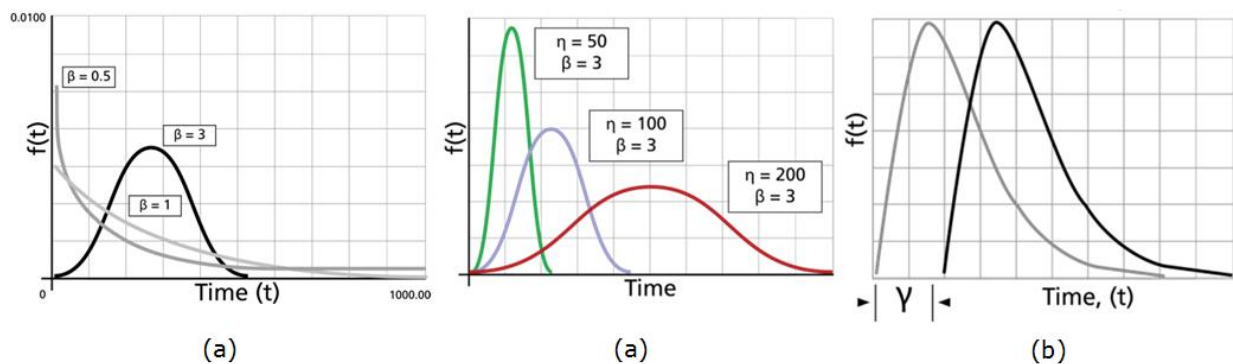 0.0100
β = 0.5
β = 3
β = 1
f(t)
0
Time (t)
1000.00
(a)
η = 50
β = 3
η = 100
β = 3
η = 200
β = 3
f(t)
Time
(a)
f(t)
γ
Time, (t)
(b)